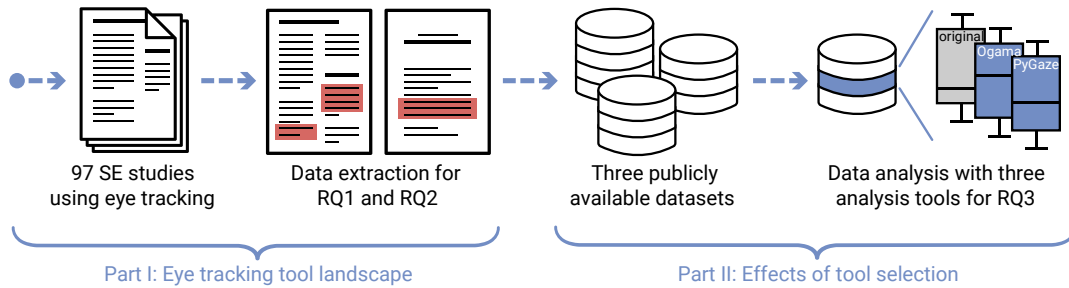 original
Ogama
PyGaze
97 SE studies
using eye tracking
Data extraction for
RQ1 and RQ2
Three publicly
available datasets
Data analysis with three
analysis tools for RQ3
Part I: Eye tracking tool landscape
Part II: Effects of tool selection